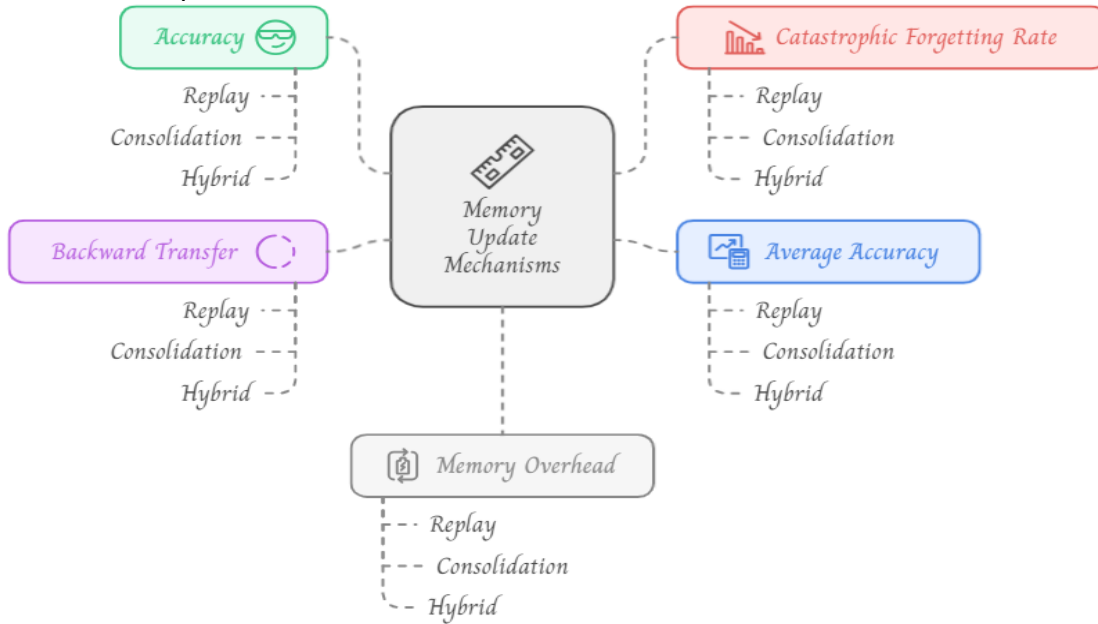 Accuracy
Replay
Consolidation
Hybrid
Catastrophic Forgetting Rate
Replay
Consolidation
Hybrid
Memory
Update
Mechanisms
Backward Transfer
Replay
Consolidation
Hybrid
Average Accuracy
Replay
Consolidation
Hybrid
Memory Overhead
Replay
Consolidation
Hybrid